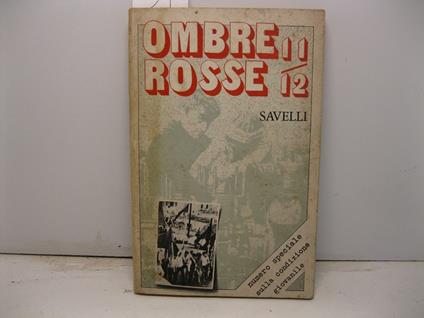 OMBRE 11/
ROSSE 12
SAVELLI
numero speciale
sulla condizione
giovanile